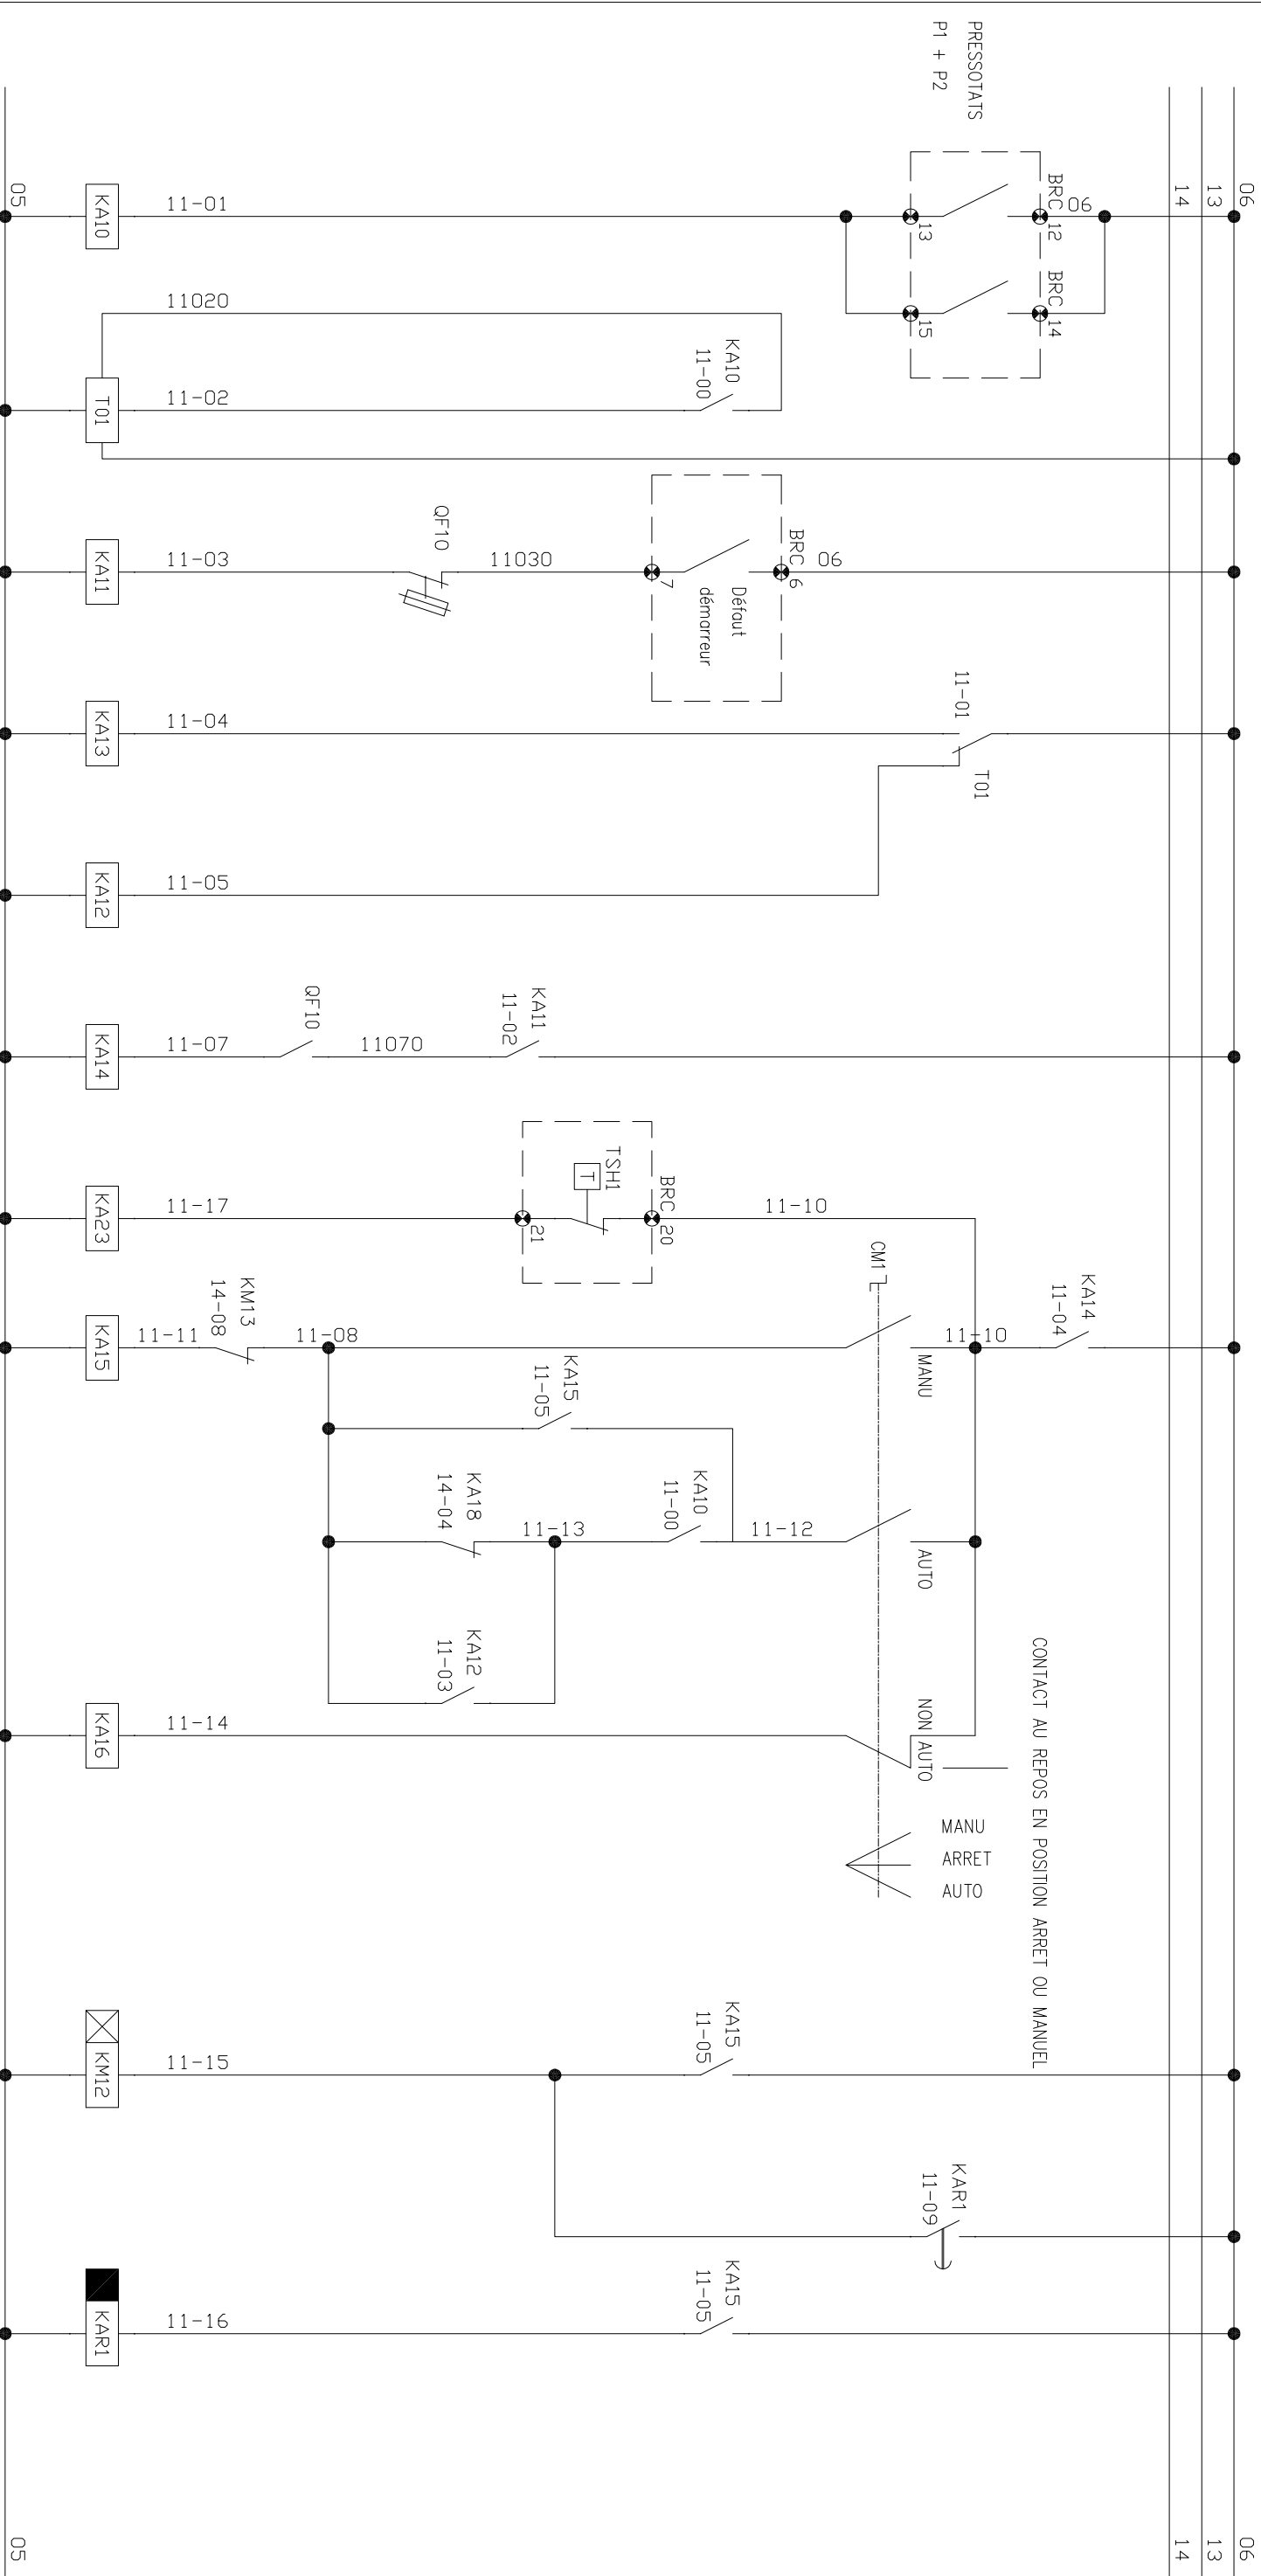 06
13
14
06
13
14
PRESSOTATS
P1 + P2
BRC
06
12
BRC
14
13
15
11-01
KA10
05
11020
KA10
11-00
11-02
T01
BRC
06
6
Défaut
démarreur
7
11030
QF10
11-03
KA11
11-01
T01
11-04
KA13
11-05
KA12
KA11
11-02
11070
QF10
11-07
KA14
11-10
BRC
20
TSH1
T
21
11-17
KA23
KA14
11-04
11-10
CM1
MANU
AUTO
NON AUTO
CONTACT AU REPOS EN POSITION ARRET OU MANUEL
MANU
ARRET
AUTO
KA15
11-05
11-12
KA10
11-00
11-13
KA18
14-04
KA12
11-03
11-08
KM13
14-08
11-11
KA15
11-14
KA16
KA15
11-05
11-15
KM12
KAR1
11-09
KA15
11-05
11-16
KAR1
05